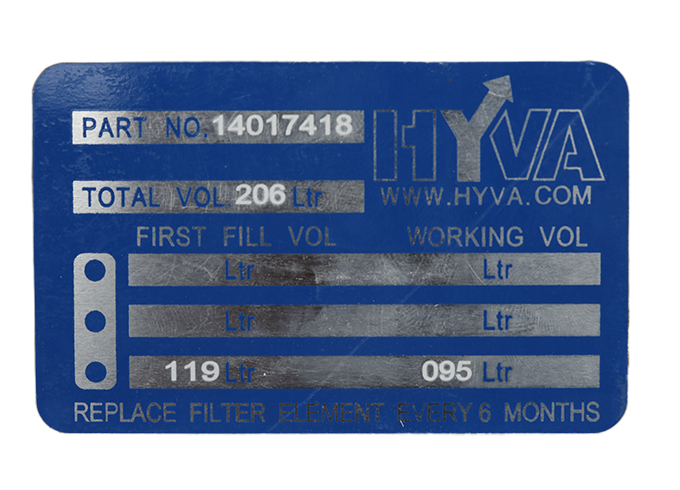 HYVA
PART NO. 14017418
WWW.HYVA.COM
TOTAL VOL 206 Ltr
FIRST FILL VOL WORKING VOL
Ltr Ltr
Ltr Ltr
119 Ltr 095 Ltr
REPLACE FILTER ELEMENT EVERY 6 MONTHS